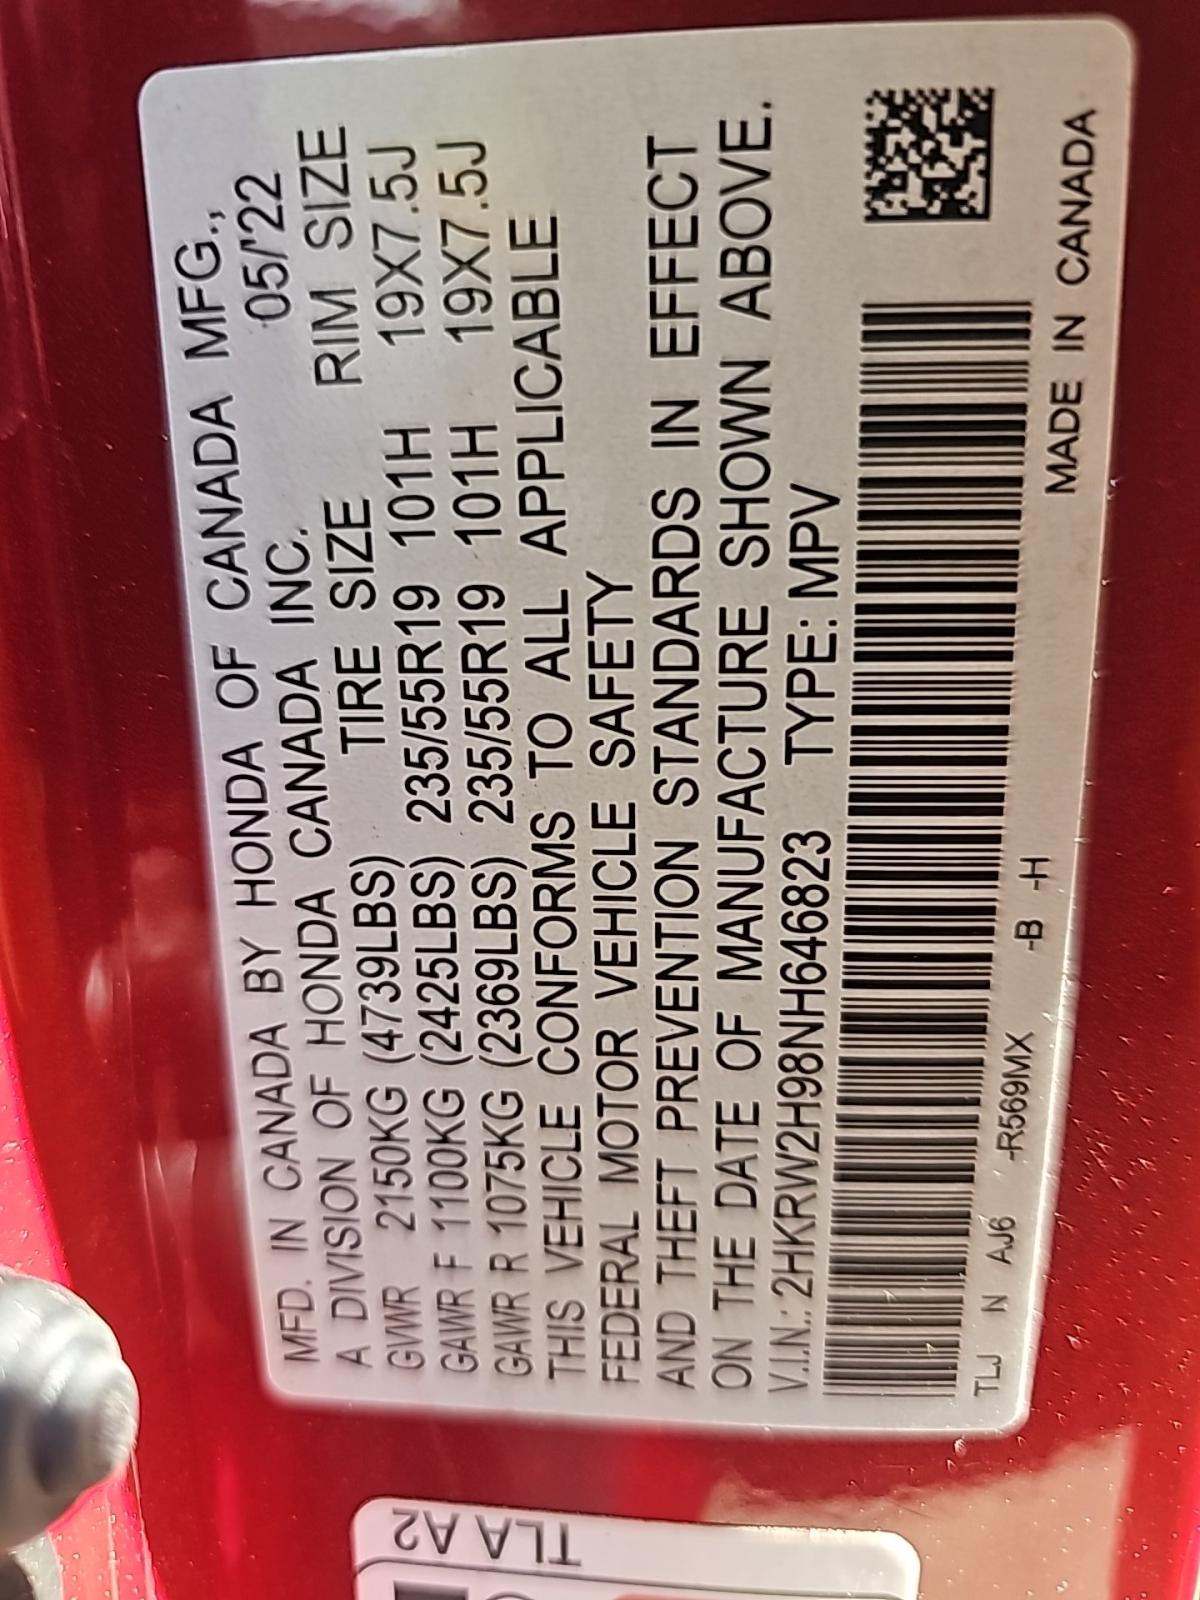 MFD. IN CANADA BY HONDA OF CANADA MFG.,
A DIVISION OF HONDA CANADA INC. 05/'22
TIRE SIZE RIM SIZE
GVWR 2150KG (4739LBS)
GAWR F 1100KG (2425LBS) 235/55R19 101H 19X7.5J
GAWR R 1075KG (2369LBS) 235/55R19 101H 19X7.5J
THIS VEHICLE CONFORMS TO ALL APPLICABLE
FEDERAL MOTOR VEHICLE SAFETY
AND THEFT PREVENTION STANDARDS IN EFFECT
ON THE DATE OF MANUFACTURE SHOWN ABOVE.
V.I.N.: 2HKRW2H98NH646823 TYPE: MPV
TLJ N AJ6 -R569MX -B -H MADE IN CANADA
TLA A2